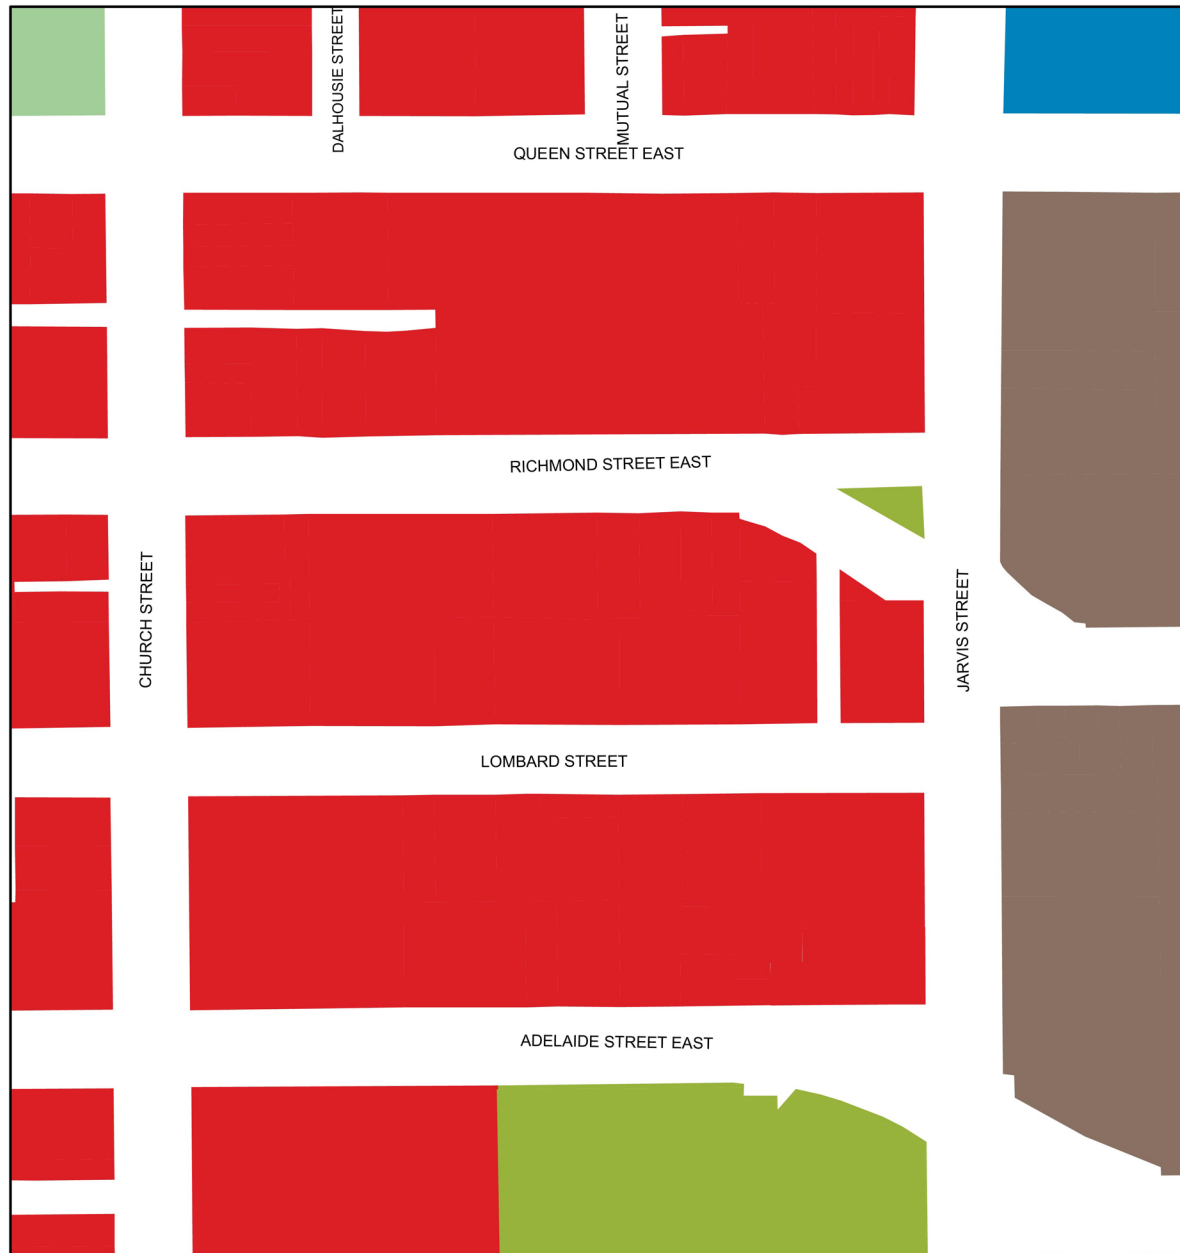 DALHOUSIE STREET
MUTUAL STREET
QUEEN STREET EAST
RICHMOND STREET EAST
CHURCH STREET
JARVIS STREET
LOMBARD STREET
ADELAIDE STREET EAST